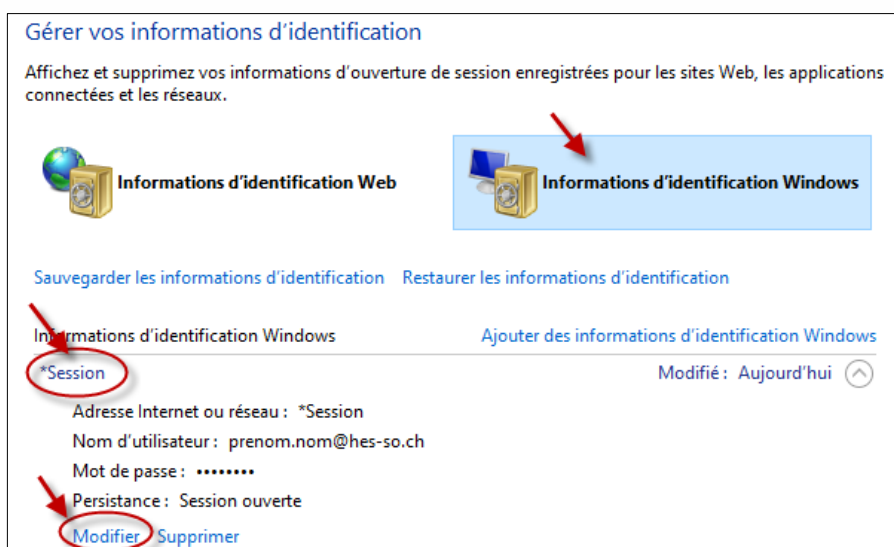 Gérer vos informations d'identification
Affichez et supprimez vos informations d'ouverture de session enregistrées pour les sites Web, les applications
connectées et les réseaux.
Informations d'identification Web
Informations d'identification Windows
Sauvegarder les informations d'identification Restaurer les informations d'identification
Informations d'identification Windows Ajouter des informations d'identification Windows
*Session Modifié : Aujourd'hui
Adresse Internet ou réseau : *Session
Nom d'utilisateur : prenom.nom@hes-so.ch
Mot de passe : ••••••••
Persistance : Session ouverte
Modifier Supprimer